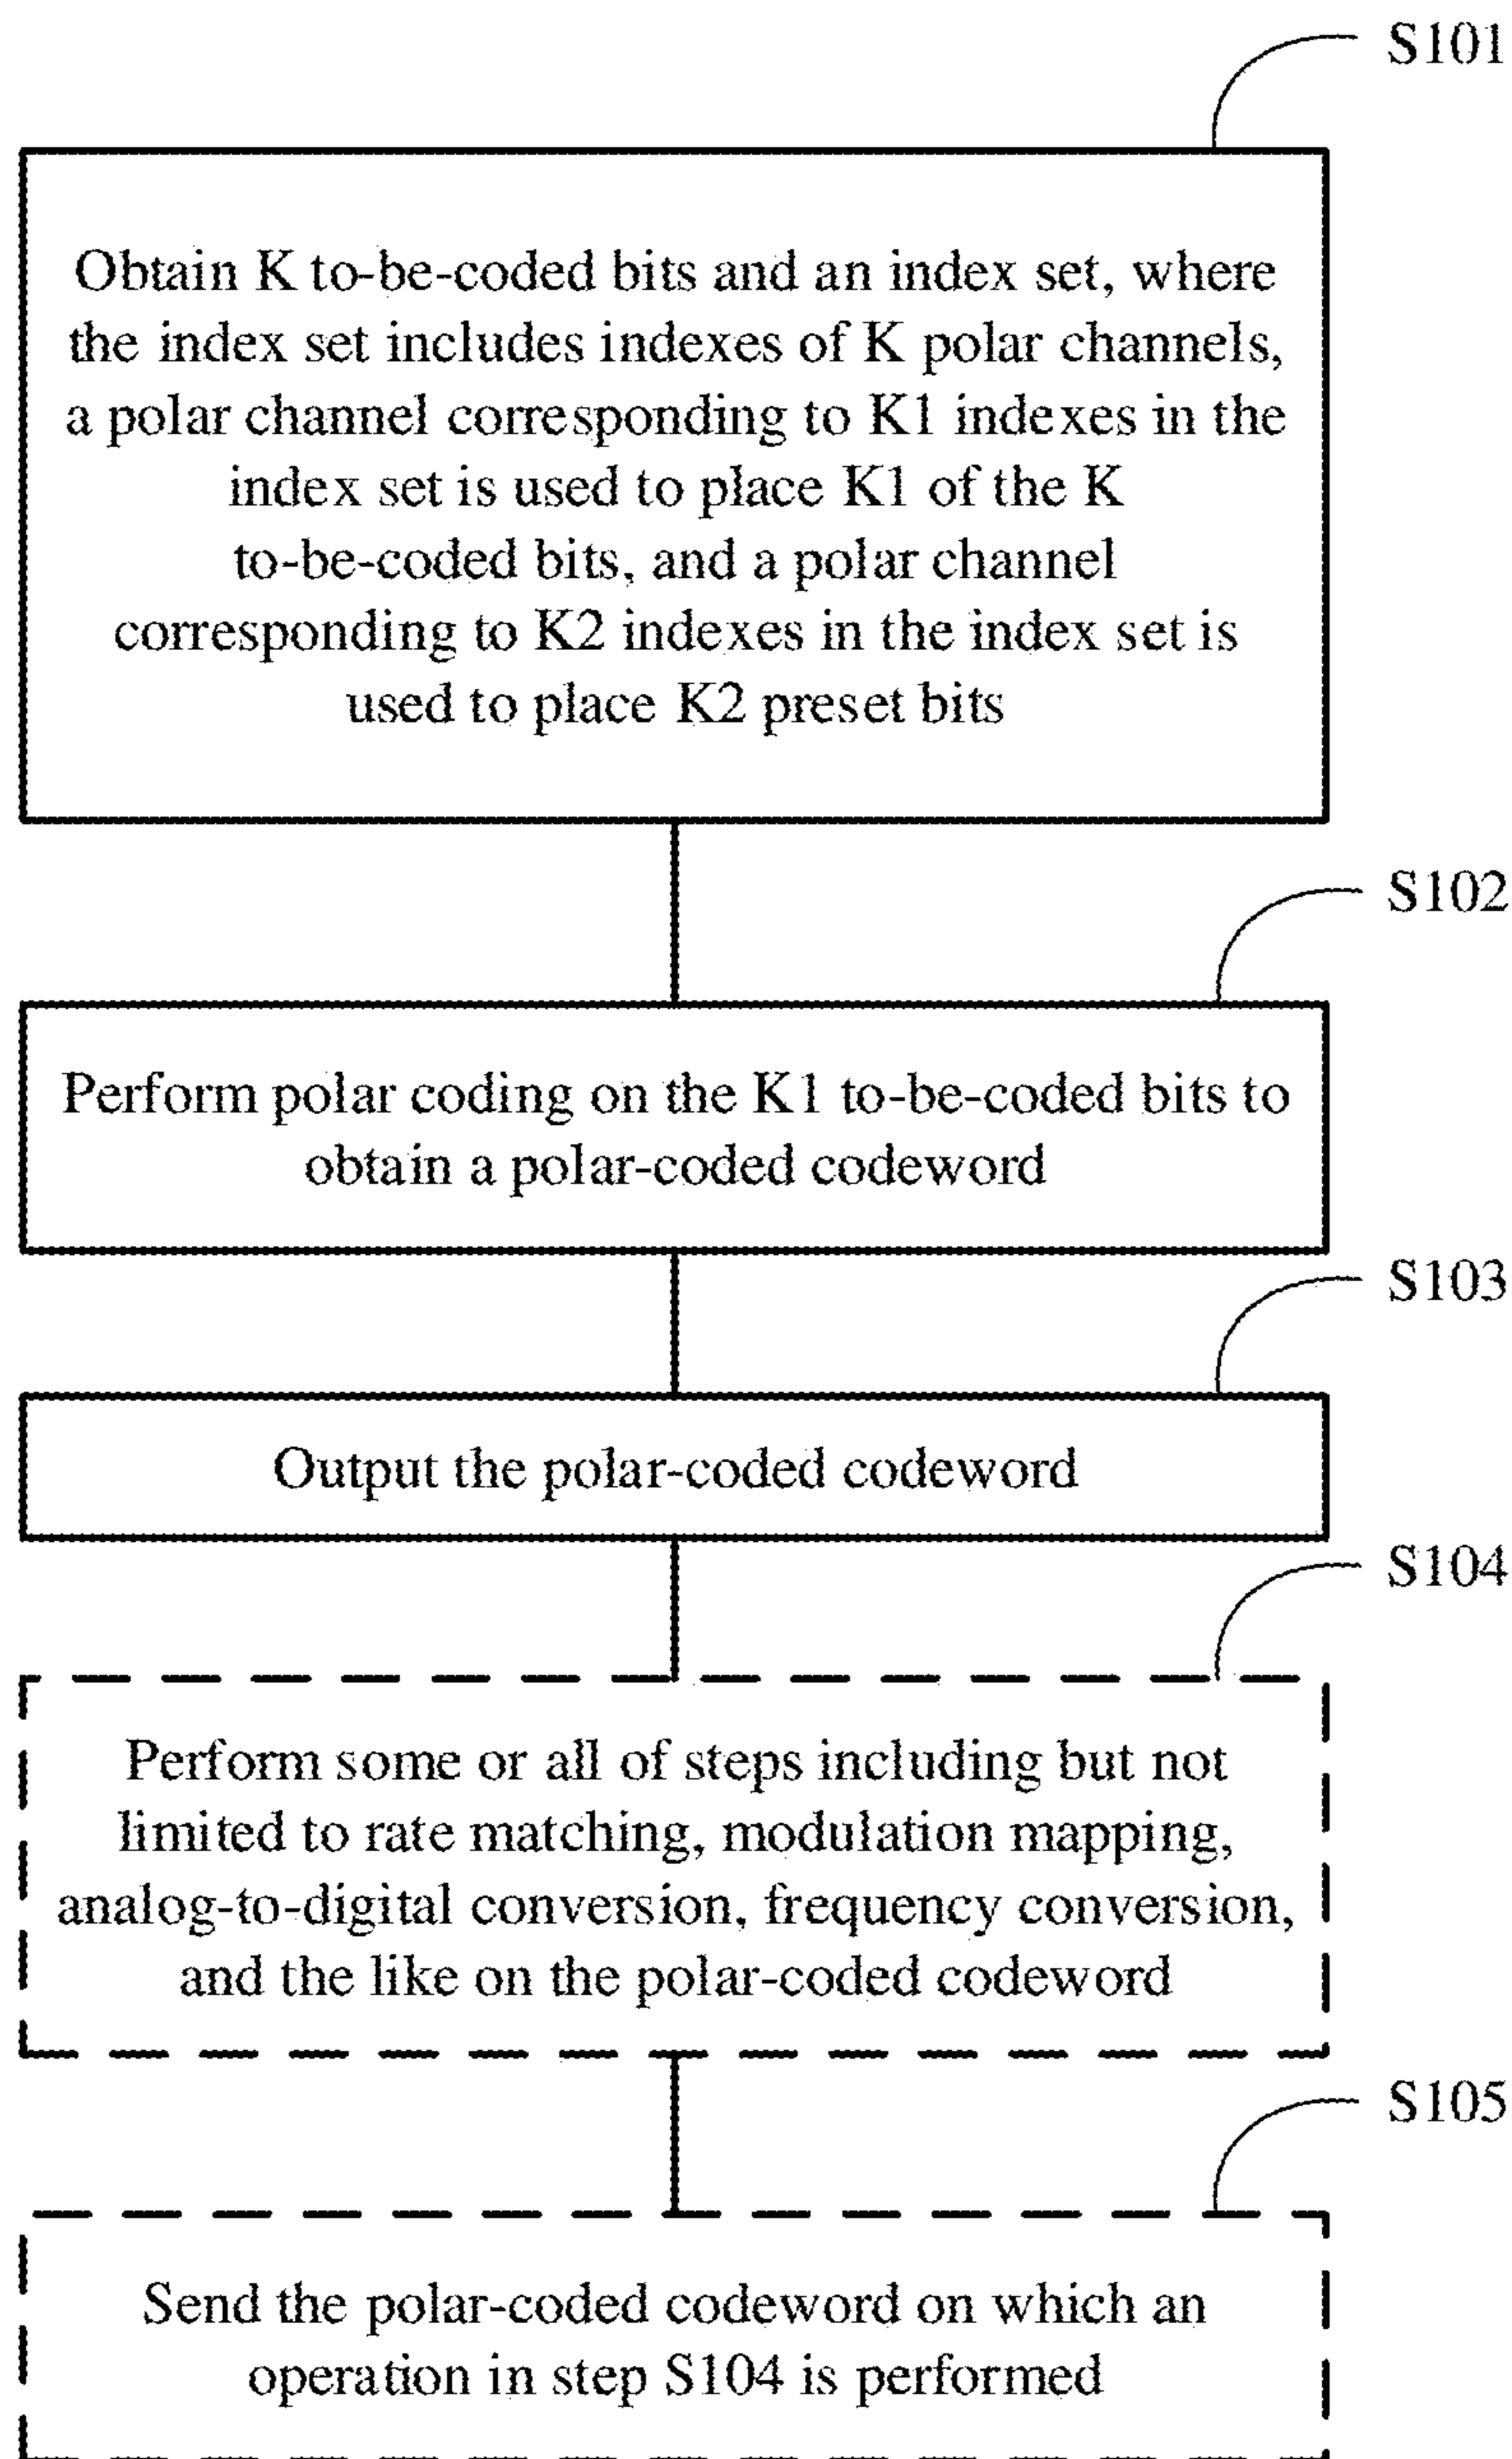 S101
Obtain K to-be-coded bits and an index set, where
the index set includes indexes of K polar channels,
a polar channel corresponding to K1 indexes in the
index set is used to place K1 of the K
to-be-coded bits, and a polar channel
corresponding to K2 indexes in the index set is
used to place K2 preset bits
S102
Perform polar coding on the K1 to-be-coded bits to
obtain a polar-coded codeword
S103
Output the polar-coded codeword
S104
Perform some or all of steps including but not
limited to rate matching, modulation mapping,
analog-to-digital conversion, frequency conversion,
and the like on the polar-coded codeword
S105
Send the polar-coded codeword on which an
operation in step S104 is performed